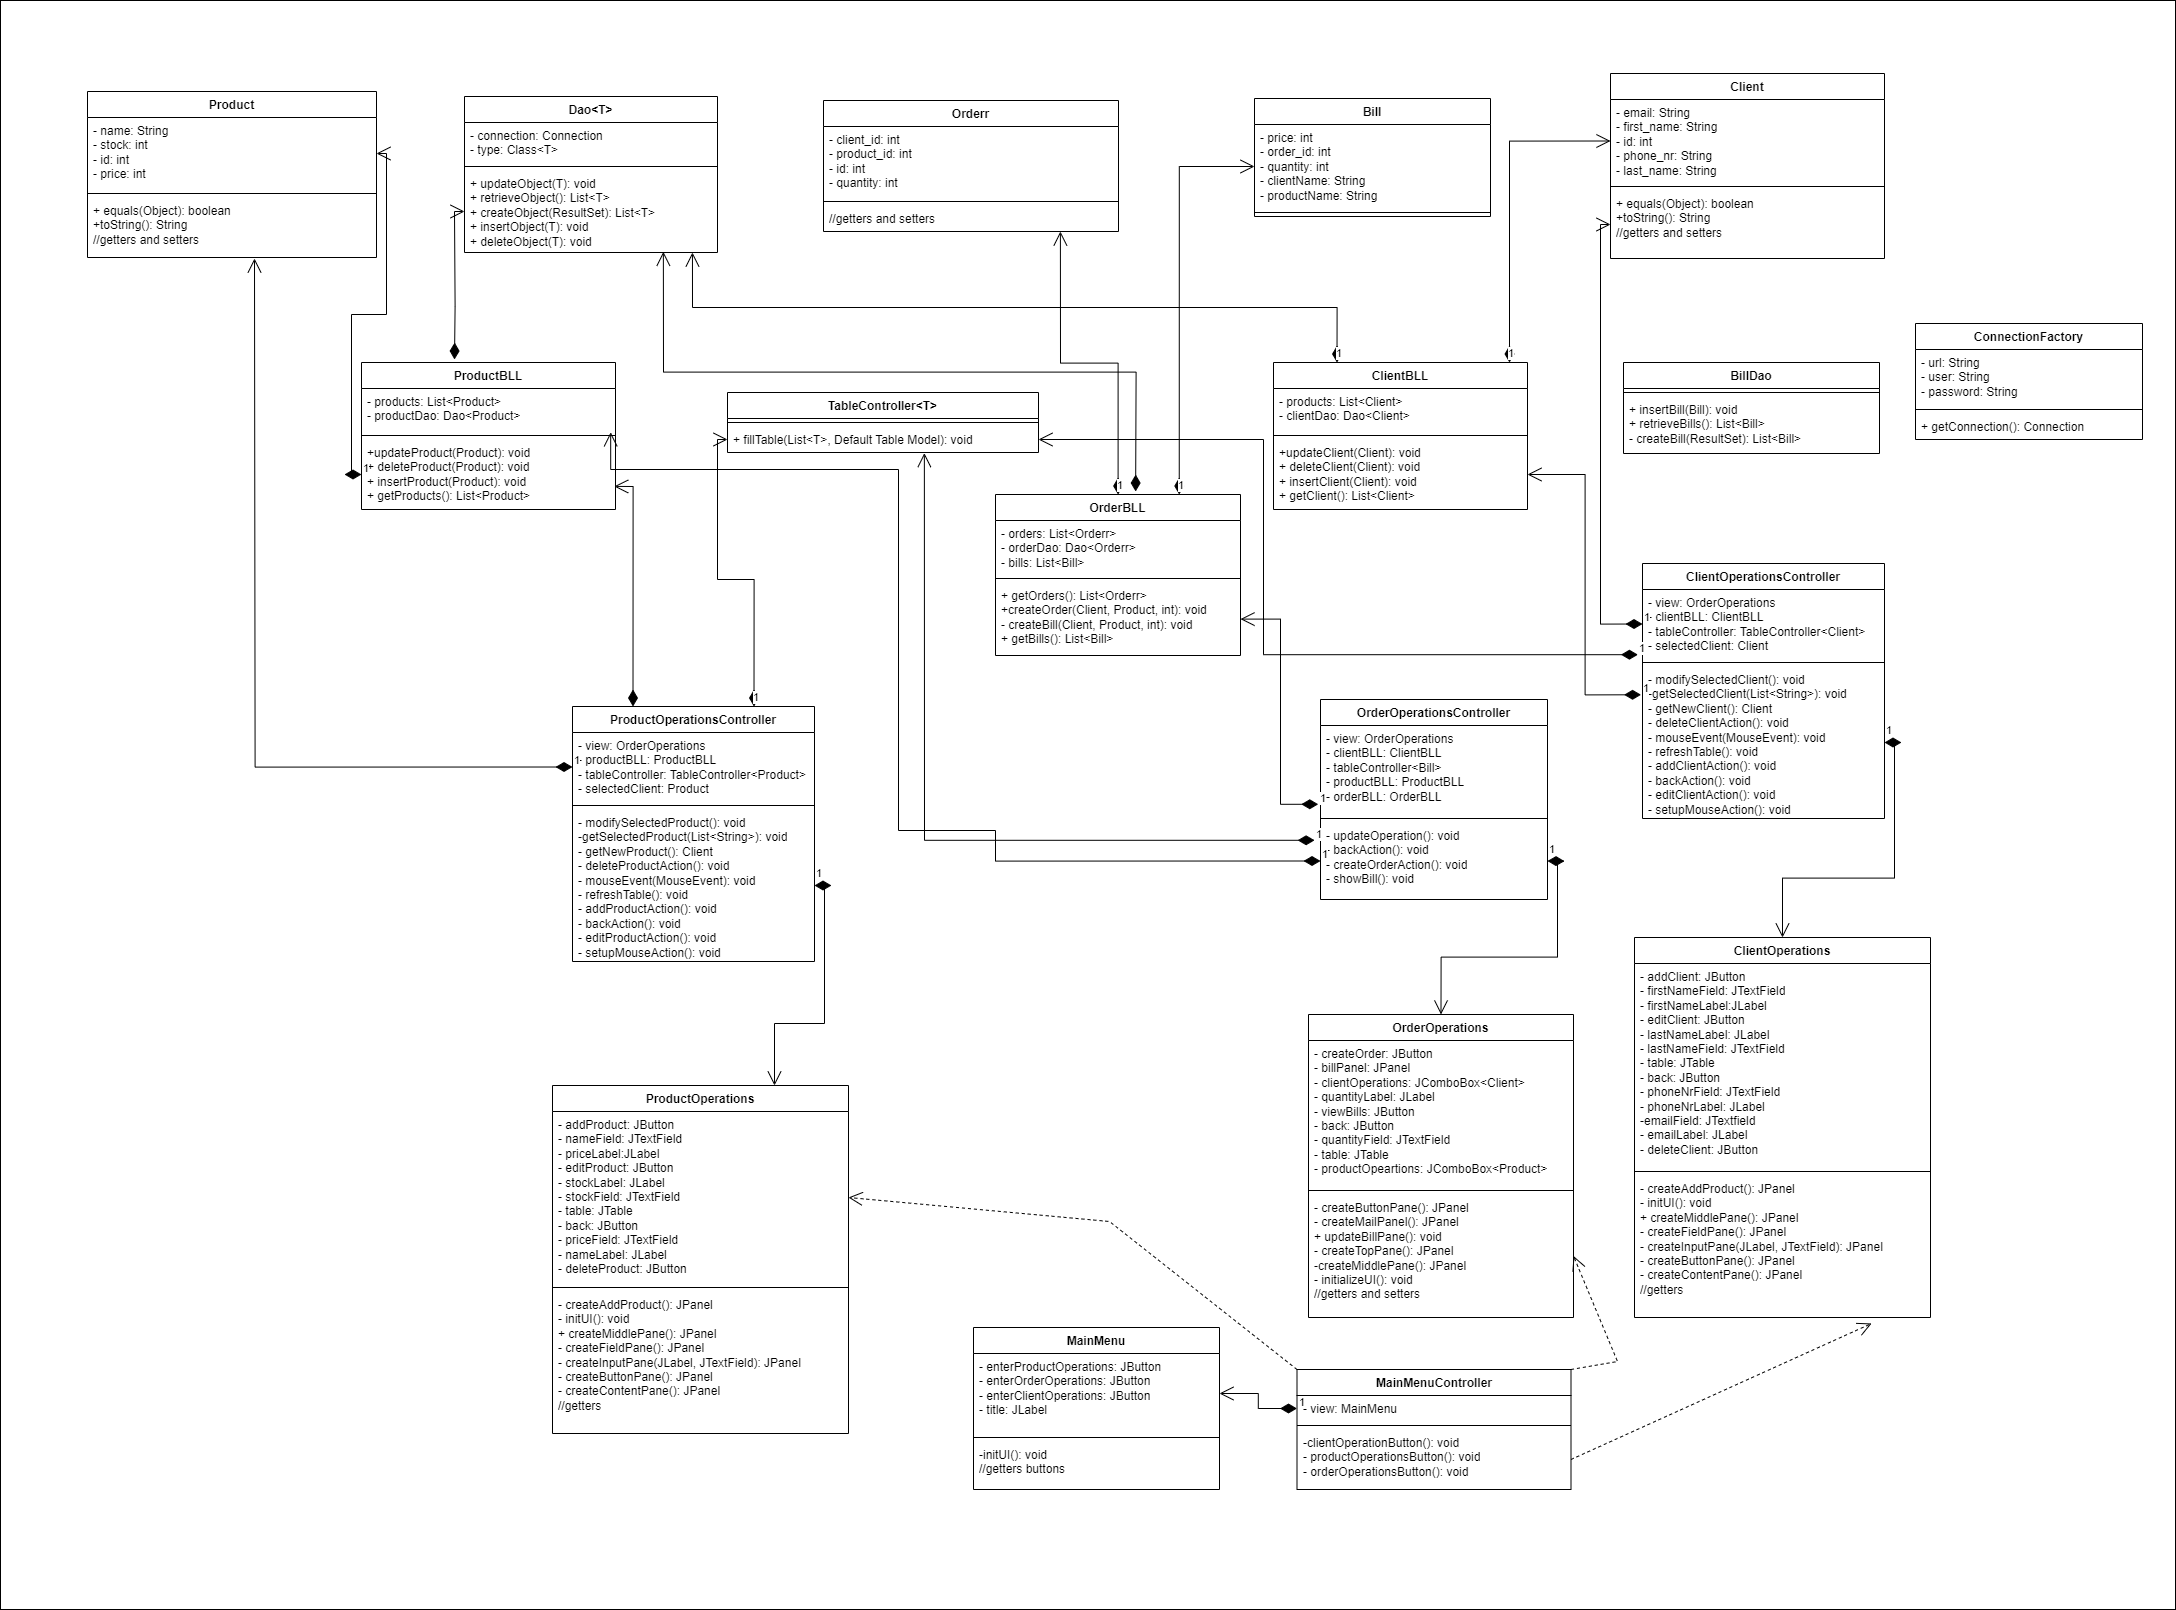 Product
- name: String
- stock: int
- id: int
- price: int
+ equals(Object): boolean
+toString(): String
//getters and setters
Dao<T>
- connection: Connection
- type: Class<T>
+ updateObject(T): void
+ retrieveObject(): List<T>
+ createObject(ResultSet): List<T>
+ insertObject(T): void
+ deleteObject(T): void
Orderr
- client_id: int
- product_id: int
- id: int
- quantity: int
//getters and setters
Bill
- price: int
- order_id: int
- quantity: int
- clientName: String
- productName: String
Client
- email: String
- first_name: String
- id: int
- phone_nr: String
- last_name: String
+ equals(Object): boolean
+toString(): String
//getters and setters
ProductBLL
- products: List<Product>
- productDao: Dao<Product>
+updateProduct(Product): void
1
+ deleteProduct(Product): void
+ insertProduct(Product): void
+ getProducts(): List<Product>
TableController<T>
+ fillTable(List<T>, Default Table Model): void
1
1
ClientBLL
- products: List<Client>
- clientDao: Dao<Client>
+updateClient(Client): void
+ deleteClient(Client): void
+ insertClient(Client): void
+ getClient(): List<Client>
BillDao
+ insertBill(Bill): void
+ retrieveBills(): List<Bill>
- createBill(ResultSet): List<Bill>
ConnectionFactory
- url: String
- user: String
- password: String
+ getConnection(): Connection
1
1
OrderBLL
- orders: List<Orderr>
- orderDao: Dao<Orderr>
- bills: List<Bill>
+ getOrders(): List<Orderr>
+createOrder(Client, Product, int): void
- createBill(Client, Product, int): void
+ getBills(): List<Bill>
ClientOperationsController
- view: OrderOperations
1
- clientBLL: ClientBLL
- tableController: TableController<Client>
1
- selectedClient: Client
- modifySelectedClient(): void
1
-getSelectedClient(List<String>): void
- getNewClient(): Client
- deleteClientAction(): void
1
- mouseEvent(MouseEvent): void
- refreshTable(): void
- addClientAction(): void
- backAction(): void
- editClientAction(): void
- setupMouseAction(): void
1
ProductOperationsController
- view: OrderOperations
1
- productBLL: ProductBLL
- tableController: TableController<Product>
- selectedClient: Product
- modifySelectedProduct(): void
-getSelectedProduct(List<String>): void
- getNewProduct(): Client
- deleteProductAction(): void
1
- mouseEvent(MouseEvent): void
- refreshTable(): void
- addProductAction(): void
- backAction(): void
- editProductAction(): void
- setupMouseAction(): void
OrderOperationsController
- view: OrderOperations
- clientBLL: ClientBLL
- tableController<Bill>
- productBLL: ProductBLL
1
- orderBLL: OrderBLL
1
- updateOperation(): void
1
- backAction(): void
1
- createOrderAction(): void
- showBill(): void
ClientOperations
- addClient: JButton
- firstNameField: JTextField
- firstNameLabel:JLabel
- editClient: JButton
- lastNameLabel: JLabel
- lastNameField: JTextField
- table: JTable
- back: JButton
- phoneNrField: JTextField
- phoneNrLabel: JLabel
-emailField: JTextfield
- emailLabel: JLabel
- deleteClient: JButton
- createAddProduct(): JPanel
- initUI(): void
+ createMiddlePane(): JPanel
- createFieldPane(): JPanel
- createInputPane(JLabel, JTextField): JPanel
- createButtonPane(): JPanel
- createContentPane(): JPanel
//getters
OrderOperations
- createOrder: JButton
- billPanel: JPanel
- clientOperations: JComboBox<Client>
- quantityLabel: JLabel
- viewBills: JButton
- back: JButton
- quantityField: JTextField
- table: JTable
- productOpeartions: JComboBox<Product>
- createButtonPane(): JPanel
- createMailPanel(): JPanel
+ updateBillPane(): void
- createTopPane(): JPanel
-createMiddlePane(): JPanel
- initializeUI(): void
//getters and setters
ProductOperations
- addProduct: JButton
- nameField: JTextField
- priceLabel:JLabel
- editProduct: JButton
- stockLabel: JLabel
- stockField: JTextField
- table: JTable
- back: JButton
- priceField: JTextField
- nameLabel: JLabel
- deleteProduct: JButton
- createAddProduct(): JPanel
- initUI(): void
+ createMiddlePane(): JPanel
- createFieldPane(): JPanel
- createInputPane(JLabel, JTextField): JPanel
- createButtonPane(): JPanel
- createContentPane(): JPanel
//getters
MainMenu
- enterProductOperations: JButton
- enterOrderOperations: JButton
- enterClientOperations: JButton
- title: JLabel
-initUI(): void
//getters buttons
MainMenuController
1
- view: MainMenu
-clientOperationButton(): void
- productOperationsButton(): void
- orderOperationsButton(): void